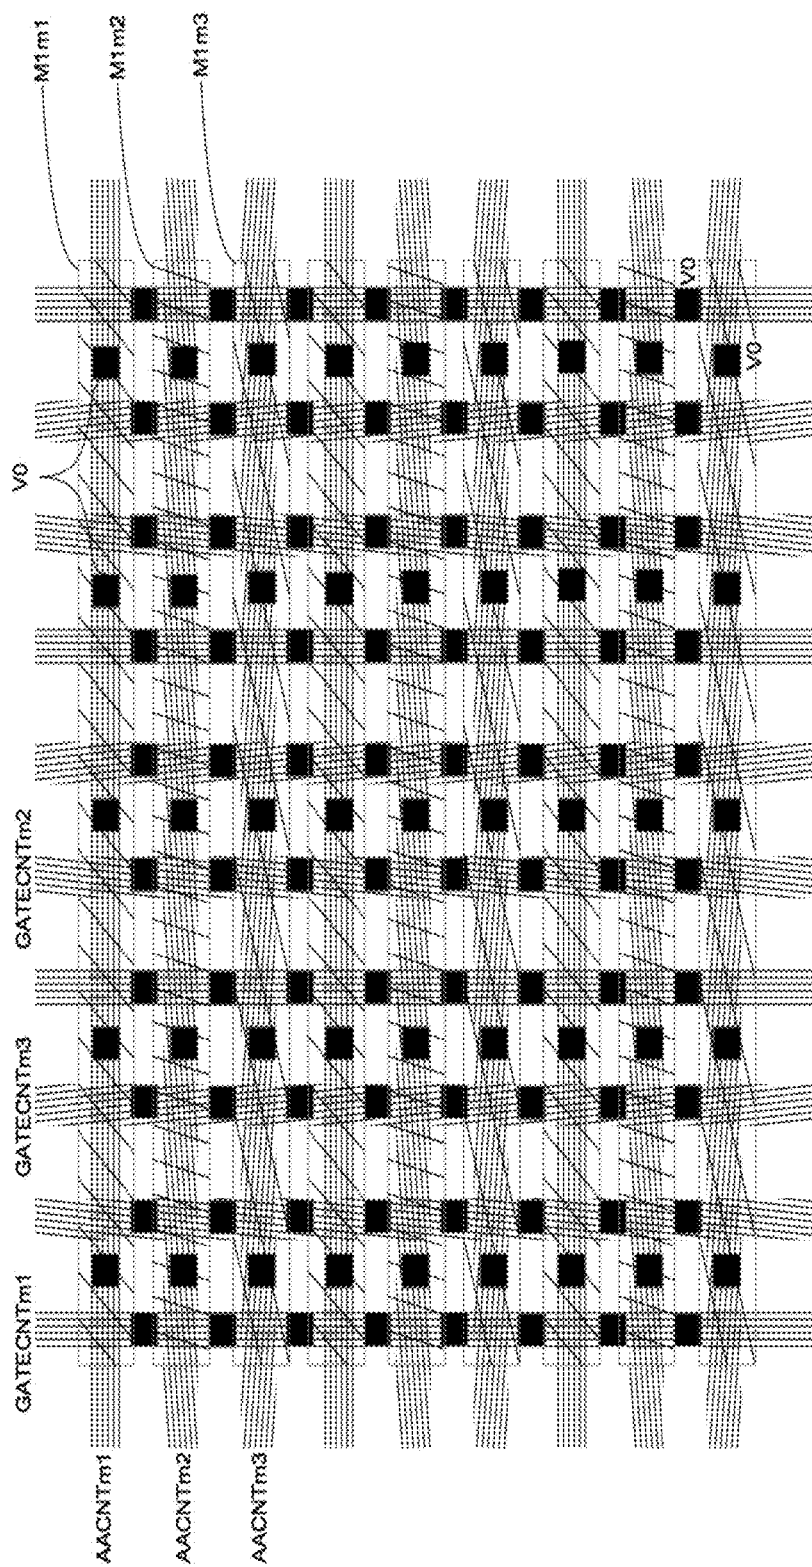 M1m1
M1m2
M1m3
V0
V0
V0
GATECNTm2
GATECNTm3
GATECNTm1
AACNTm1
AACNTm2
AACNTm3